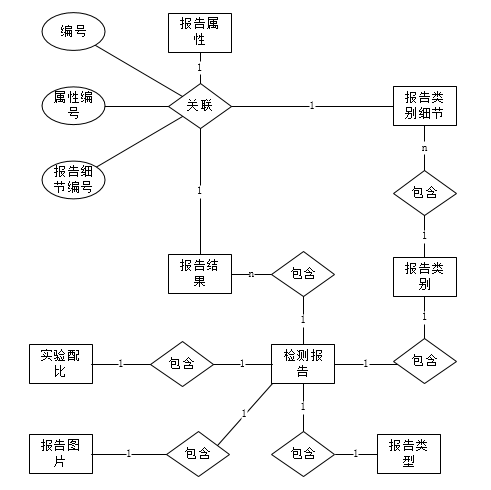 编号
报告属
性
1
属性编
号
关联
1
报告类
别细节
n
报告细
节编号
1
包含
1
报告结
果
n
包含
报告类
别
1
1
实验配
比
1
包含
1
检测报
告
1
包含
1
1
报告图
片
1
包含
包含
1
报告类
型